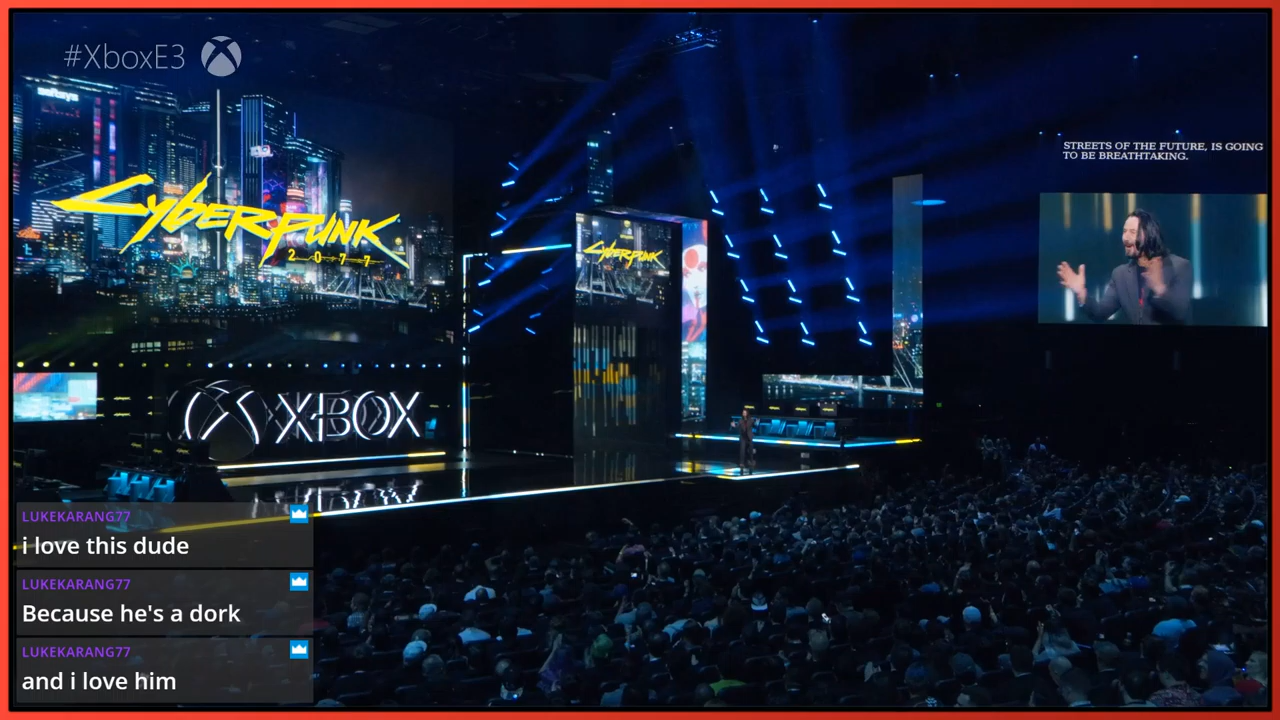 #XboxE3
STREETS OF THE FUTURE, IS GOING
TO BE BREATHTAKING.
CYBERPUNK
2077
CYBERPUNK
XBOX
LUKEKARANG77
i love this dude
LUKEKARANG77
Because he's a dork
LUKEKARANG77
and i love him